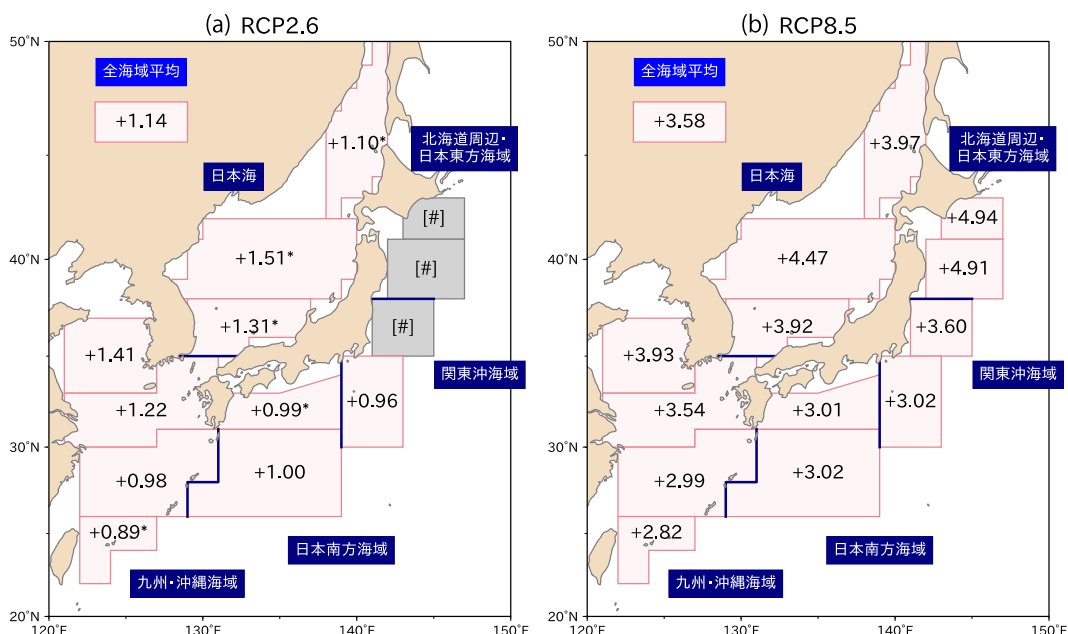 (a) RCP2.6
50°N
40°N
30°N
20°N
120°E
130°E
140°E
150°E
全海域平均
+1.14
北海道周辺・
日本東方海域
日本海
関東沖海域
日本南方海域
九州・沖縄海域
+1.10*
[#]
+1.51*
[#]
+1.31*
[#]
+1.41
+1.22
+0.99*
+0.96
+0.98
+1.00
+0.89*
(b) RCP8.5
50°N
40°N
30°N
20°N
120°E
130°E
140°E
150°E
全海域平均
+3.58
北海道周辺・
日本東方海域
日本海
関東沖海域
日本南方海域
九州・沖縄海域
+3.97
+4.94
+4.47
+4.91
+3.92
+3.60
+3.93
+3.54
+3.01
+3.02
+2.99
+3.02
+2.82